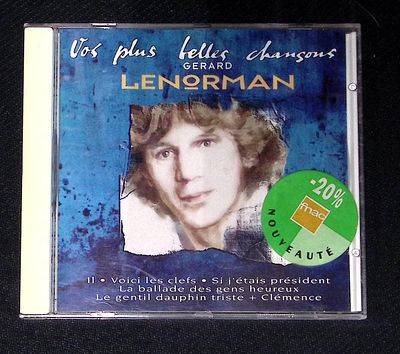 Vos plus belles chansons
GERARD
LENORMAN
-20%
fnac
NOUVEAUTÉ
II • Voici les clefs • Si j'étais président
La ballade des gens heureux
Le gentil dauphin triste + Clémence